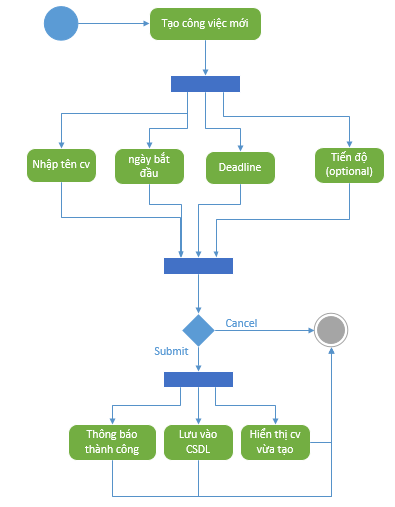 Tạo công việc mới
Nhập tên cv
ngày bắt
đầu
Deadline
Tiến độ
(optional)
Cancel
Submit
Thông báo
thành công
Lưu vào
CSDL
Hiển thị cv
vừa tạo